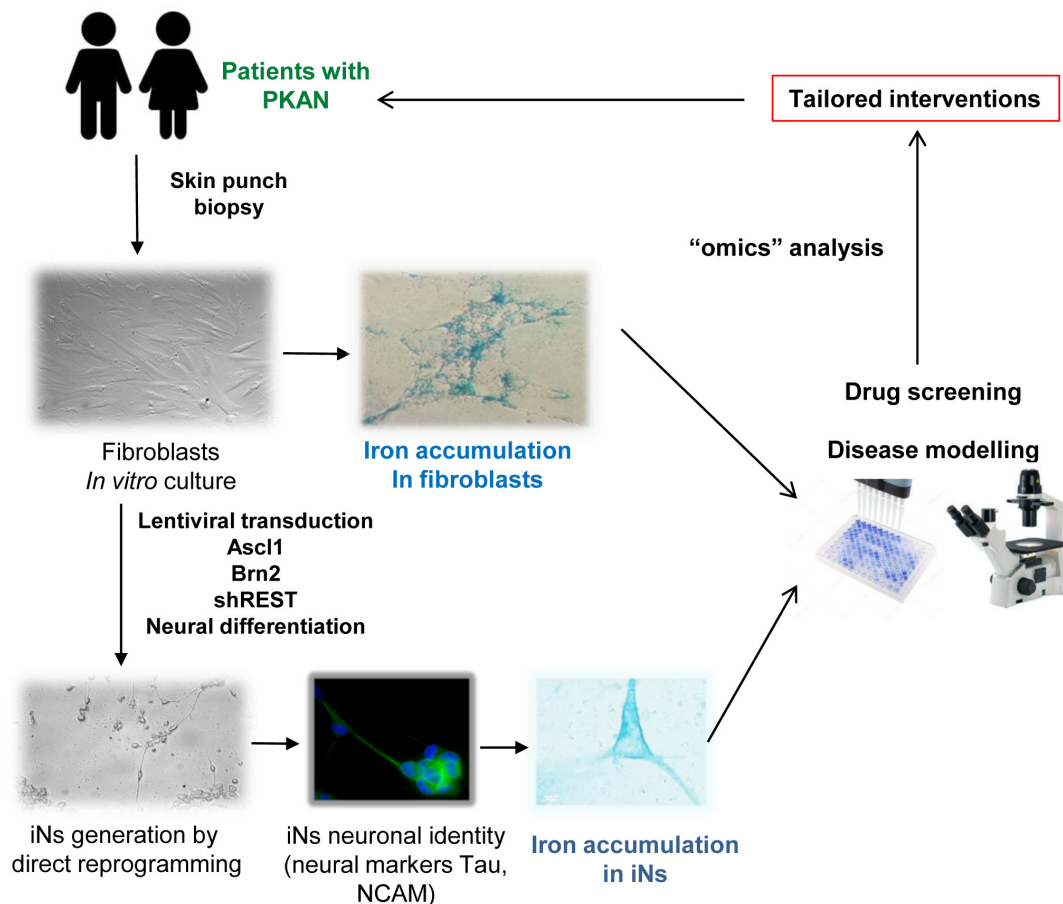 Patients with
PKAN
Tailored interventions
Skin punch
biopsy
“omics” analysis
Drug screening
Disease modelling
Fibroblasts
In vitro culture
Iron accumulation
In fibroblasts
Lentiviral transduction
Ascl1
Brn2
shREST
Neural differentiation
iNs generation by
direct reprogramming
iNs neuronal identity
(neural markers Tau,
NCAM)
Iron accumulation
in iNs